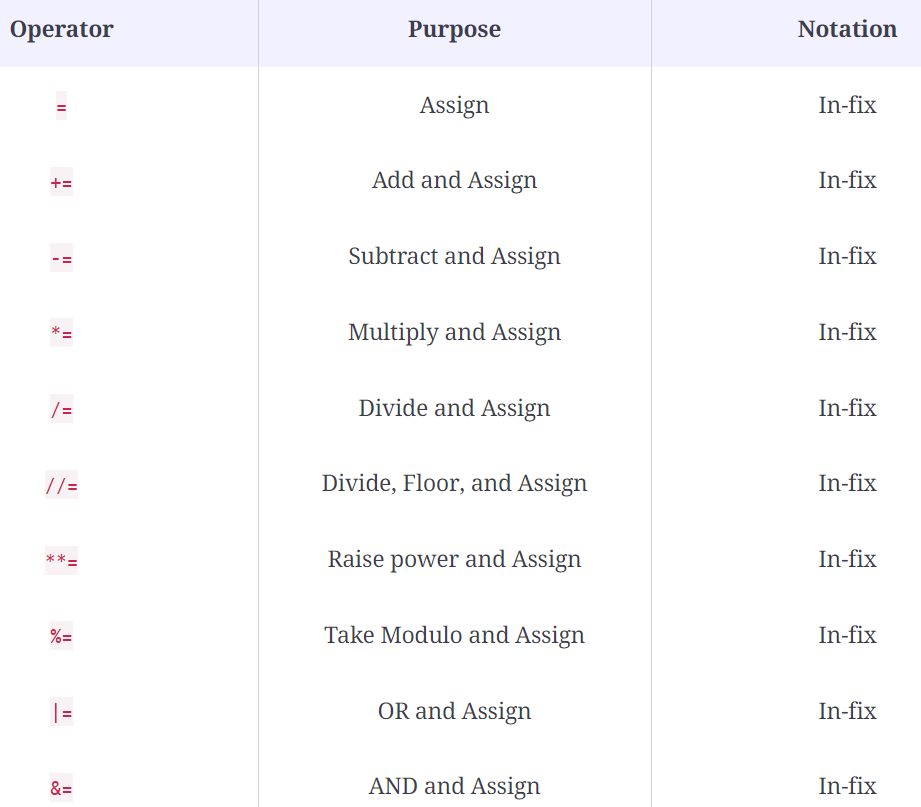 Operator Purpose Notation
= Assign In-fix
+= Add and Assign In-fix
-= Subtract and Assign In-fix
*= Multiply and Assign In-fix
/= Divide and Assign In-fix
//= Divide, Floor, and Assign In-fix
**= Raise power and Assign In-fix
%= Take Modulo and Assign In-fix
|= OR and Assign In-fix
&= AND and Assign In-fix